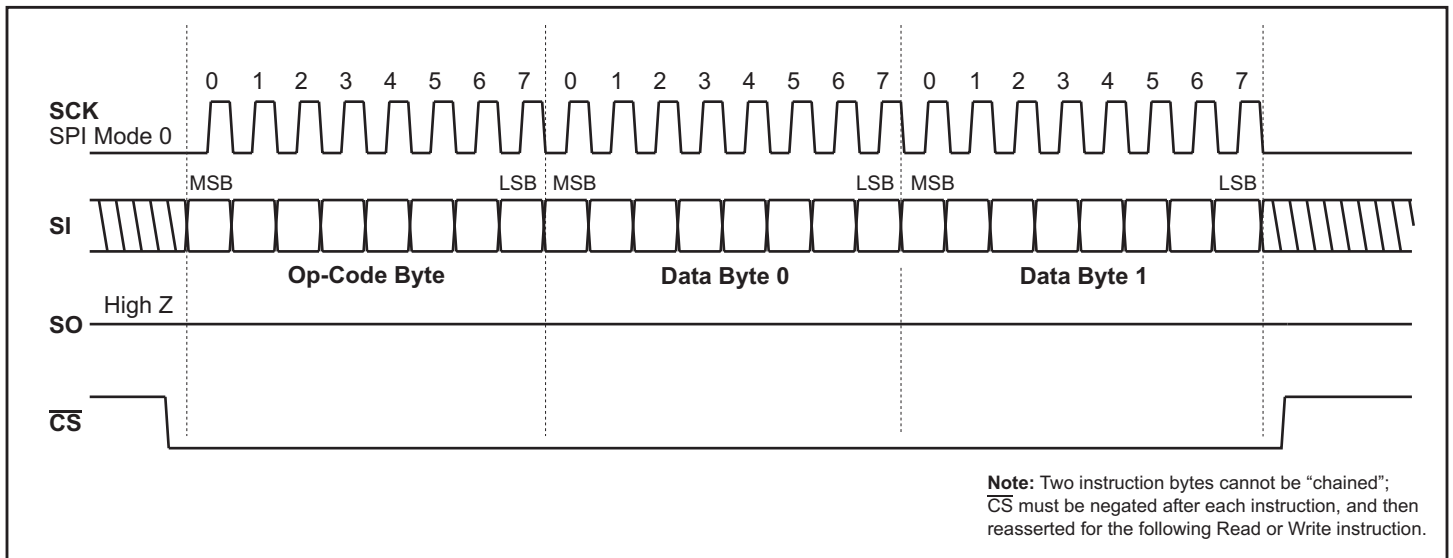 0 1 2 3 4 5 6 7 0 1 2 3 4 5 6 7 0 1 2 3 4 5 6 7
SCK
SPI Mode 0
MSB LSB MSB LSB MSB LSB
SI
Op-Code Byte Data Byte 0 Data Byte 1
High Z
SO
CS
Note: Two instruction bytes cannot be “chained”;
CS must be negated after each instruction, and then
reasserted for the following Read or Write instruction.